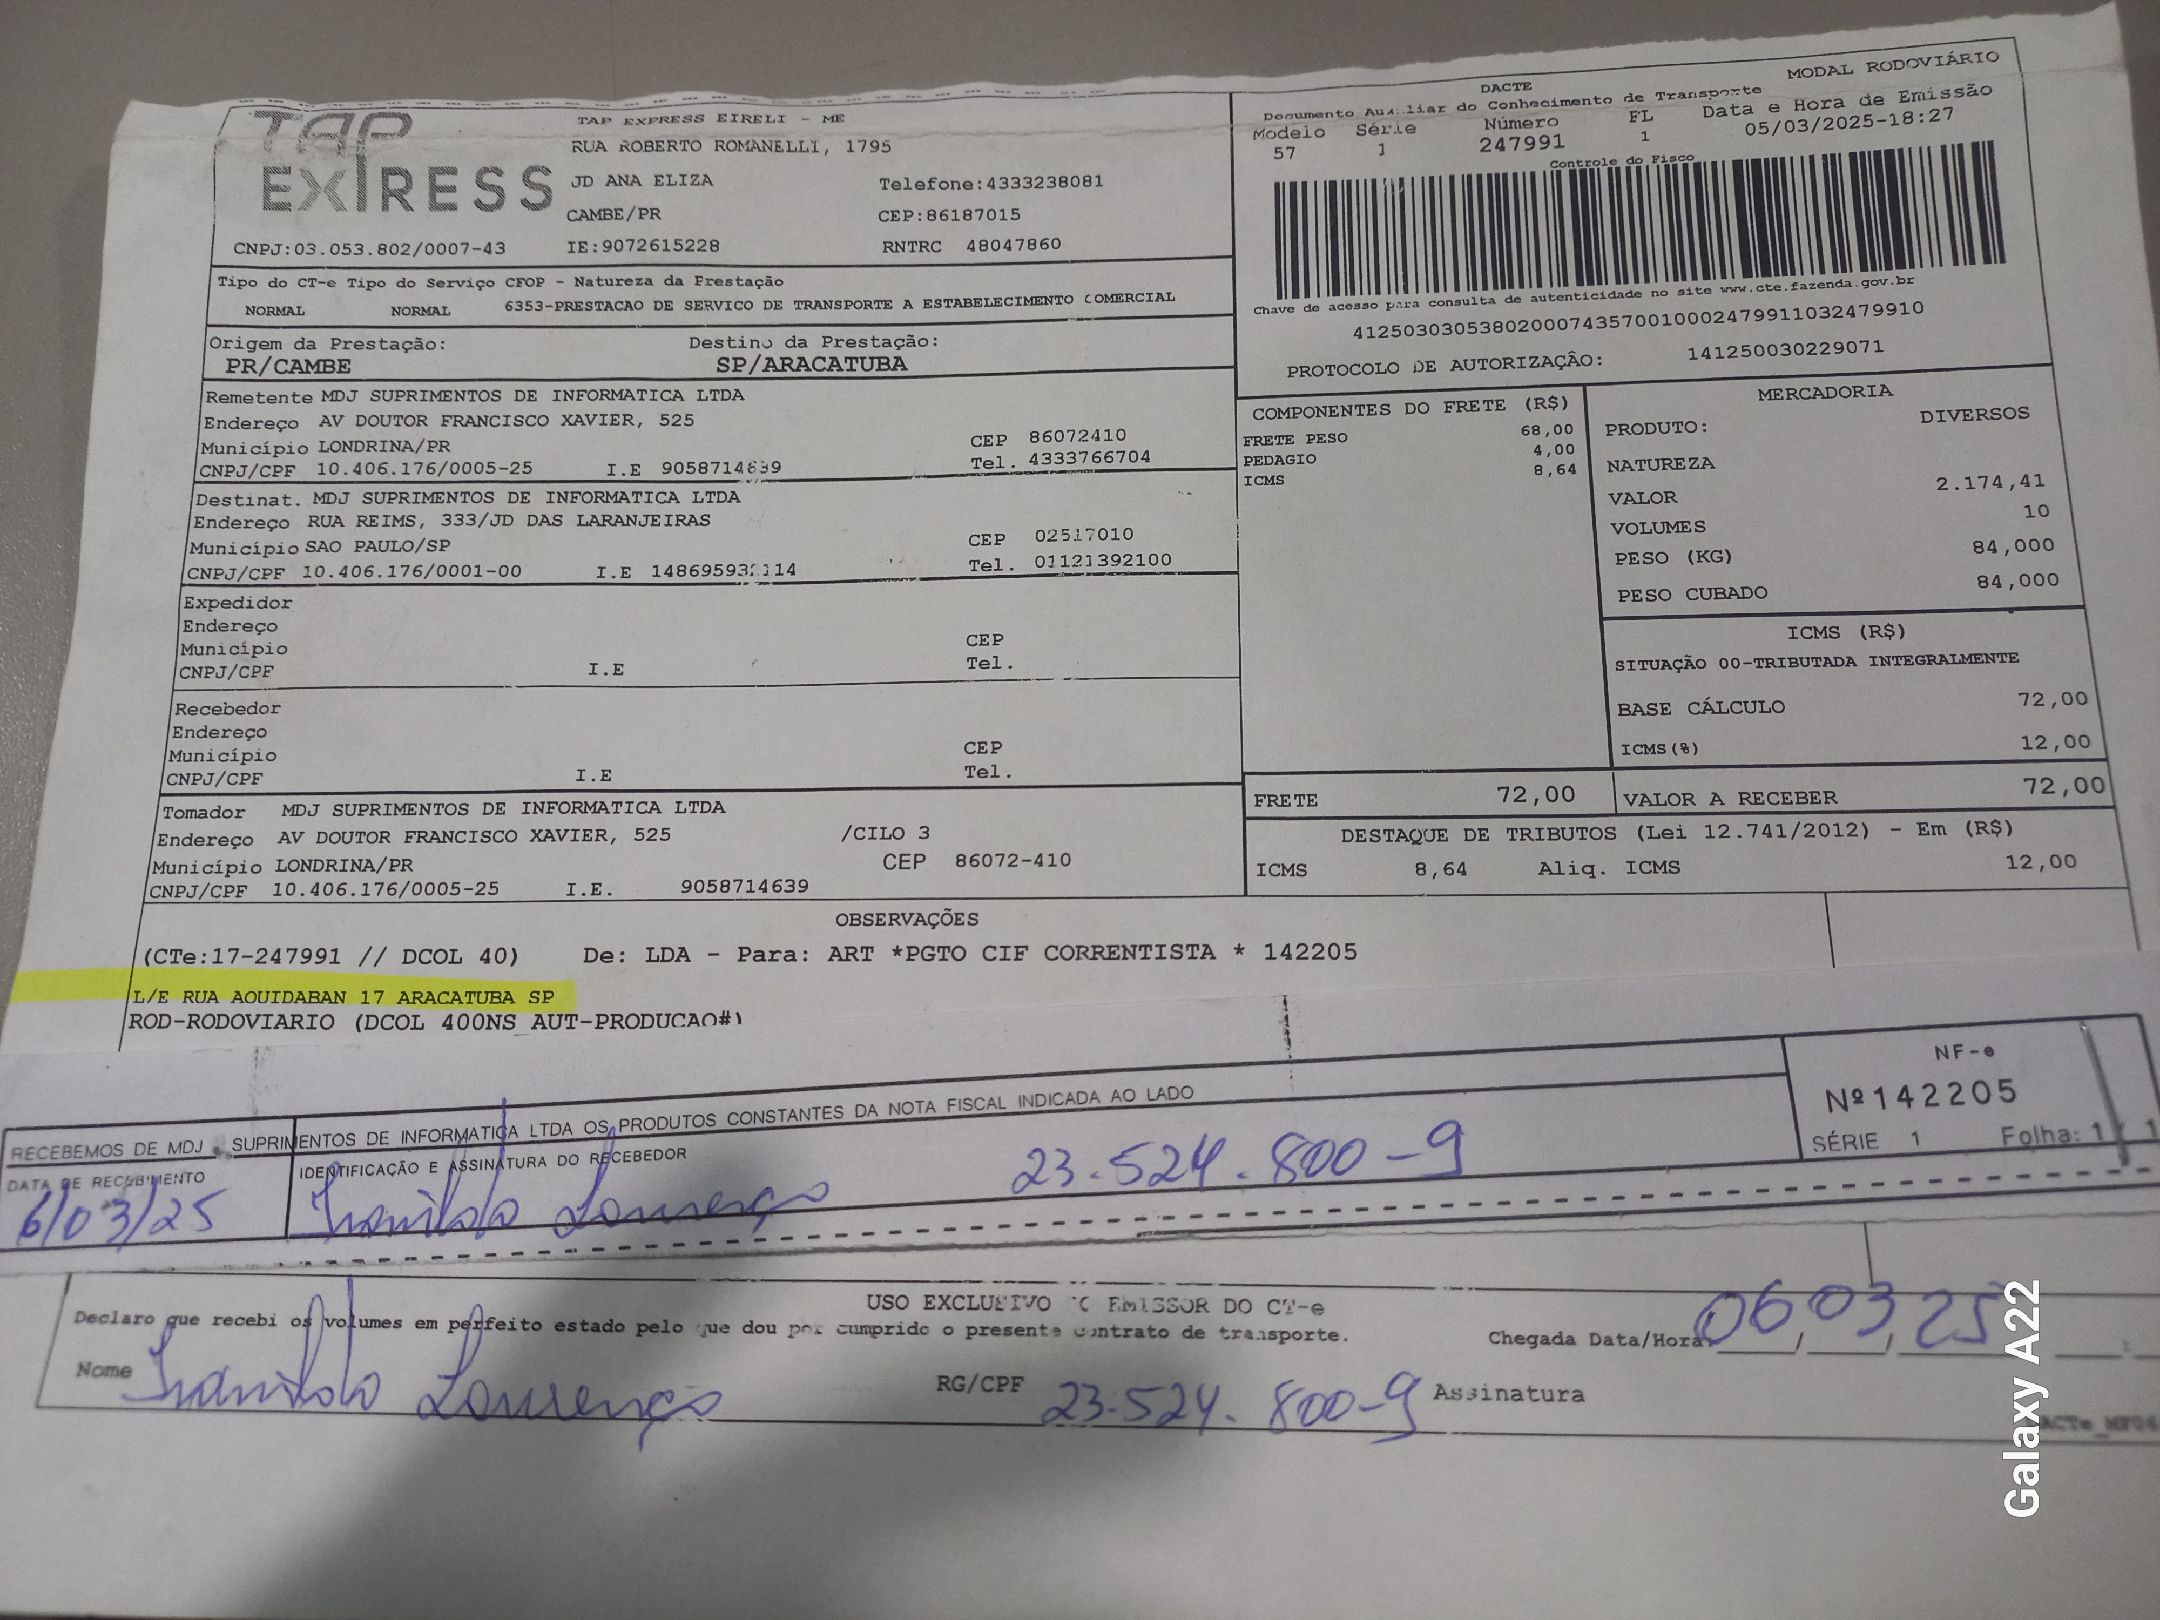 TAP EXPRESS
TAP EXPRESS EIRELI - ME
RUA ROBERTO ROMANELLI, 1795
JD ANA ELIZA Telefone:4333238081
CAMBE/PR CEP:86187015
CNPJ:03.053.802/0007-43 IE:9072615228 RNTRC 48047860
DACTE MODAL RODOVIÁRIO
Documento Auxiliar do Conhecimento de Transporte
Modelo Série Número FL Data e Hora de Emissão
57 1 247991 1 05/03/2025-18:27
Controle do Fisco
Chave de acesso para consulta de autenticidade no site www.cte.fazenda.gov.br
41250303053802000743570010002479911032479910
PROTOCOLO DE AUTORIZAÇÃO: 141250030229071
Tipo do CT-e Tipo do Serviço CFOP - Natureza da Prestação
NORMAL NORMAL 6353-PRESTACAO DE SERVICO DE TRANSPORTE A ESTABELECIMENTO COMERCIAL
Origem da Prestação: Destino da Prestação:
PR/CAMBE SP/ARACATUBA
Remetente MDJ SUPRIMENTOS DE INFORMATICA LTDA
Endereço AV DOUTOR FRANCISCO XAVIER, 525
Município LONDRINA/PR CEP 86072410
CNPJ/CPF 10.406.176/0005-25 I.E 9058714639 Tel. 4333766704
Destinat. MDJ SUPRIMENTOS DE INFORMATICA LTDA
Endereço RUA REIMS, 333/JD DAS LARANJEIRAS
Município SAO PAULO/SP CEP 02517010
CNPJ/CPF 10.406.176/0001-00 I.E Tel. 01121392100
Expedidor
Endereço
Município CEP
CNPJ/CPF I.E Tel.
Recebedor
Endereço
Município CEP
CNPJ/CPF I.E Tel.
Tomador MDJ SUPRIMENTOS DE INFORMATICA LTDA
Endereço AV DOUTOR FRANCISCO XAVIER, 525 /CILO 3
Município LONDRINA/PR CEP 86072-410
CNPJ/CPF 10.406.176/0005-25 I.E. 9058714639
COMPONENTES DO FRETE (R$)
FRETE PESO 68,00
PEDAGIO 4,00
ICMS 8,64
MERCADORIA
PRODUTO: DIVERSOS
NATUREZA
VALOR 2.174,41
VOLUMES 10
PESO (KG) 84,000
PESO CUBADO 84,000
ICMS (R$)
SITUAÇÃO 00-TRIBUTADA INTEGRALMENTE
BASE CÁLCULO 72,00
ICMS(%) 12,00
FRETE 72,00 VALOR A RECEBER 72,00
DESTAQUE DE TRIBUTOS (Lei 12.741/2012) - Em (R$)
ICMS 8,64 Aliq. ICMS 12,00
OBSERVAÇÕES
(CTe:17-247991 // DCOL 40) De: LDA - Para: ART *PGTO CIF CORRENTISTA * 142205
L/E RUA AQUIDABAN 17 ARACATUBA SP
ROD-RODOVIARIO (DCOL 400NS_AUT-PRODUCAO#)
RECEBEMOS DE MDJ SUPRIMENTOS DE INFORMATICA LTDA OS PRODUTOS CONSTANTES DA NOTA FISCAL INDICADA AO LADO
DATA DE RECEBIMENTO IDENTIFICAÇÃO E ASSINATURA DO RECEBEDOR
6/03/25 Lourenço 23.524.800-9
NF-e
Nº142205
SÉRIE 1 Folha: 1 / 1
USO EXCLUSIVO DO EMISSOR DO CT-e
Declaro que recebi os volumes em perfeito estado pelo que dou por cumprido o presente contrato de transporte. Chegada Data/Hora 06/03/25
Nome Lourenço RG/CPF 23.524.800-9 Assinatura
Galaxy A22